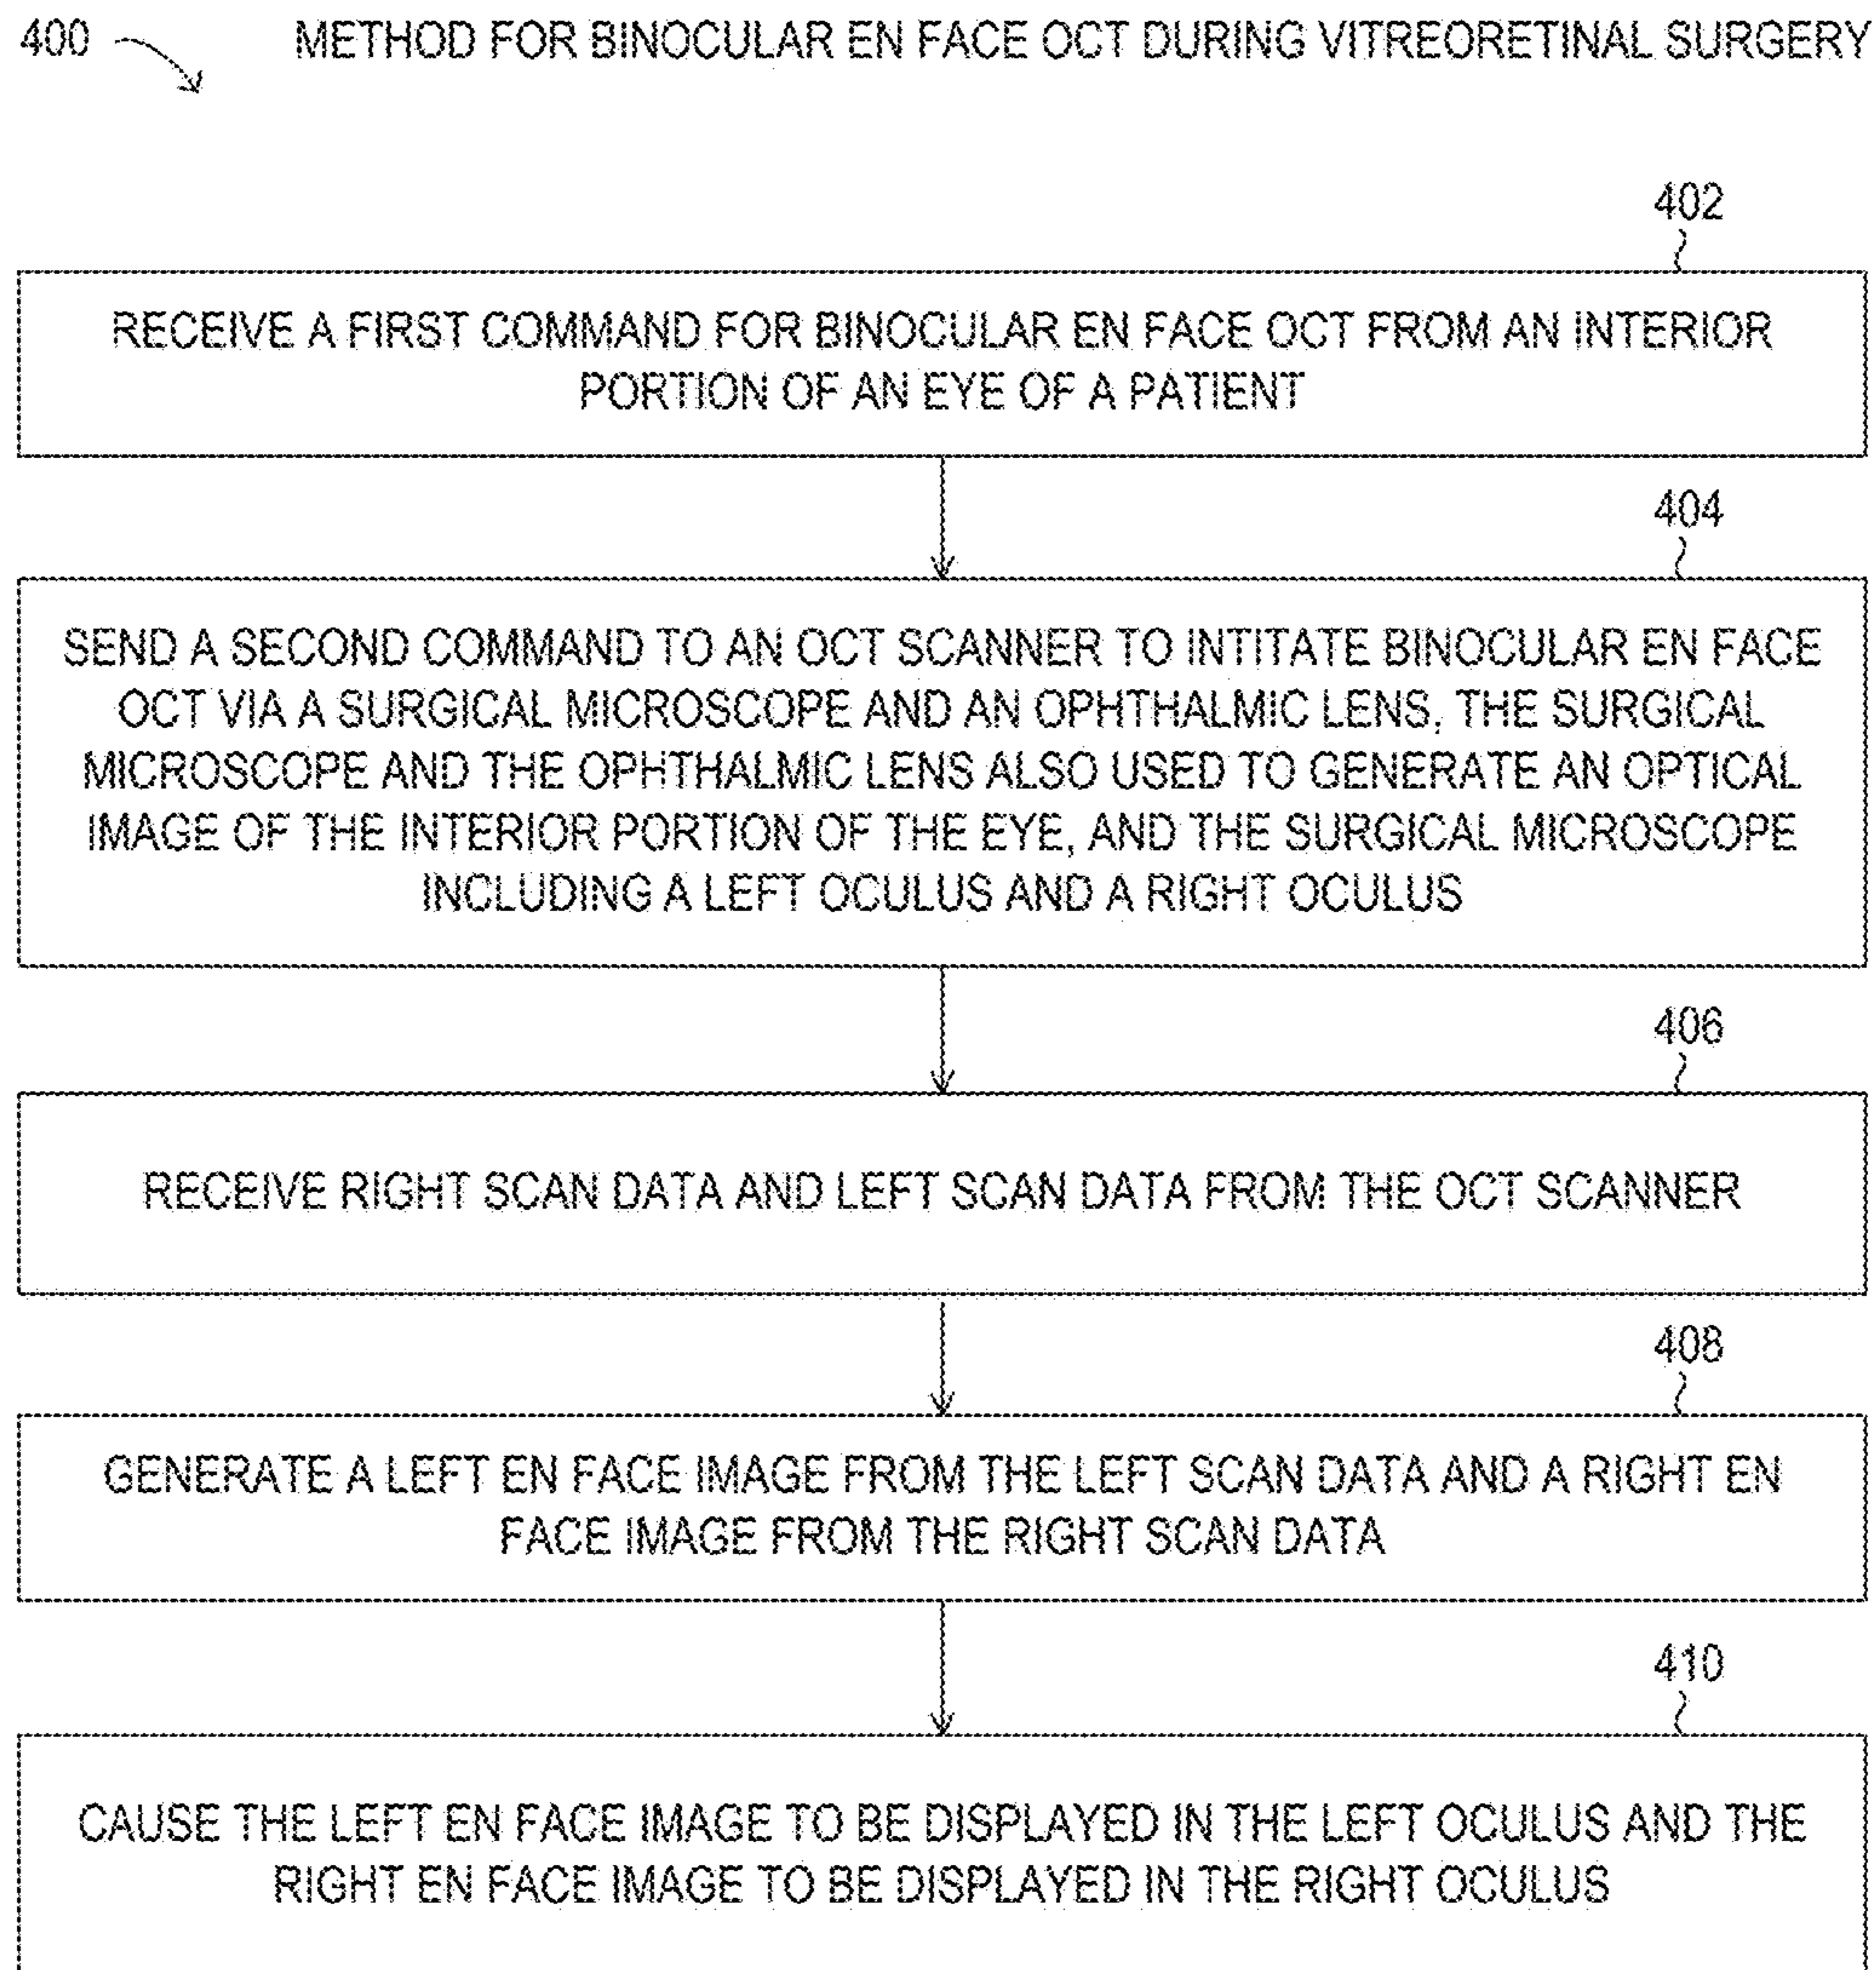 400 METHOD FOR BINOCULAR EN FACE OCT DURING VITREORETINAL SURGERY
402
RECEIVE A FIRST COMMAND FOR BINOCULAR EN FACE OCT FROM AN INTERIOR
PORTION OF AN EYE OF A PATIENT
404
SEND A SECOND COMMAND TO AN OCT SCANNER TO INTITATE BINOCULAR EN FACE
OCT VIA A SURGICAL MICROSCOPE AND AN OPHTHALMIC LENS, THE SURGICAL
MICROSCOPE AND THE OPHTHALMIC LENS ALSO USED TO GENERATE AN OPTICAL
IMAGE OF THE INTERIOR PORTION OF THE EYE, AND THE SURGICAL MICROSCOPE
INCLUDING A LEFT OCULUS AND A RIGHT OCULUS
406
RECEIVE RIGHT SCAN DATA AND LEFT SCAN DATA FROM THE OCT SCANNER
408
GENERATE A LEFT EN FACE IMAGE FROM THE LEFT SCAN DATA AND A RIGHT EN
FACE IMAGE FROM THE RIGHT SCAN DATA
410
CAUSE THE LEFT EN FACE IMAGE TO BE DISPLAYED IN THE LEFT OCULUS AND THE
RIGHT EN FACE IMAGE TO BE DISPLAYED IN THE RIGHT OCULUS